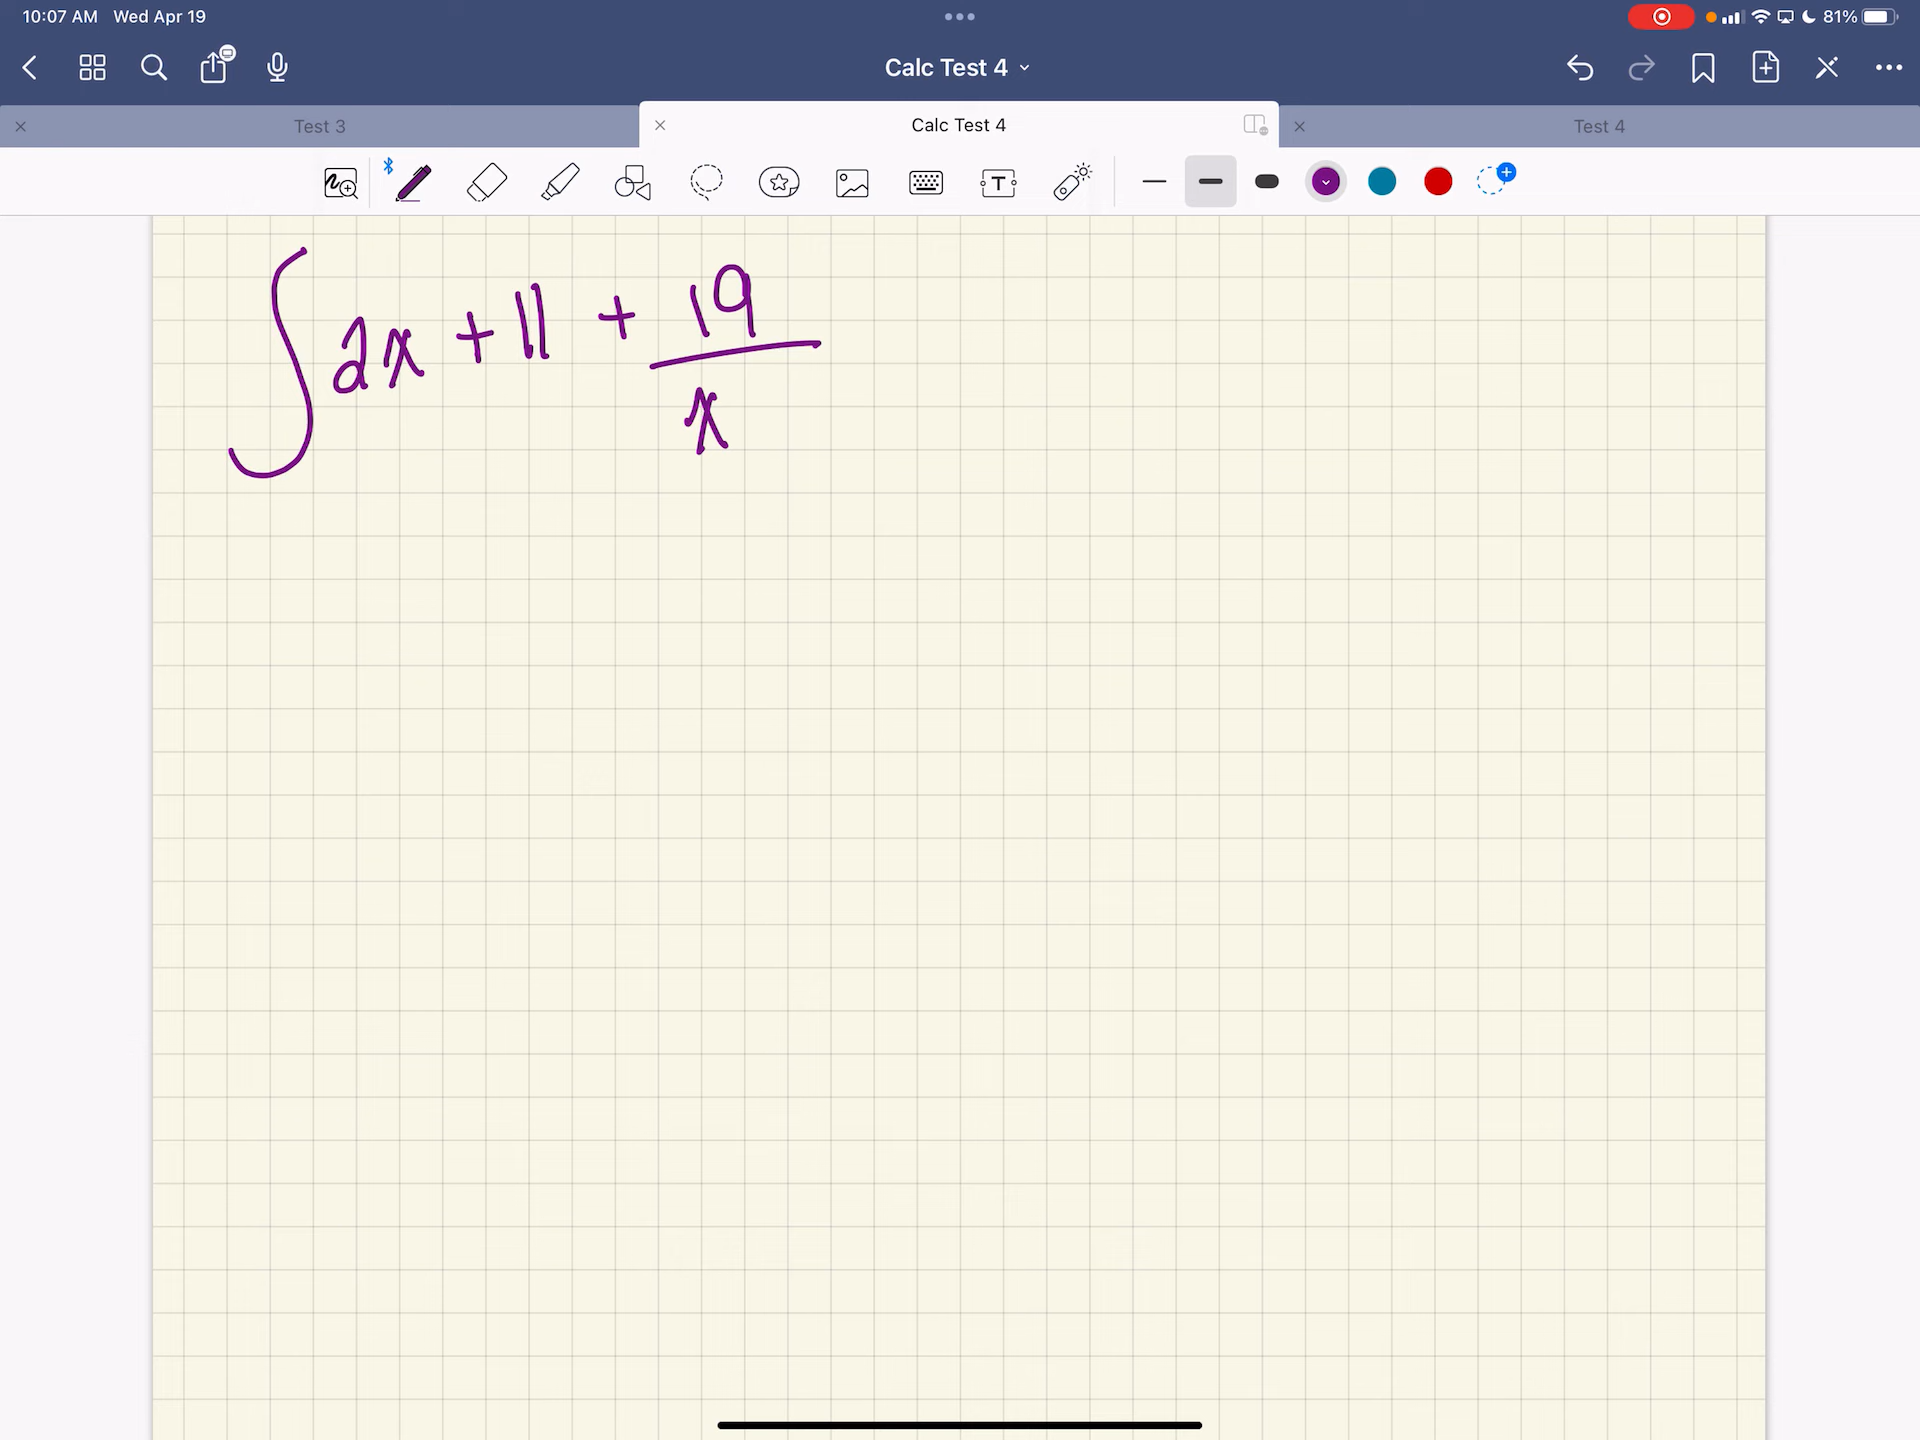 10:07 AM Wed Apr 19
81%
Calc Test 4
Test 3
Calc Test 4
Test 4
T
∫ 2x + 11 + 19/x